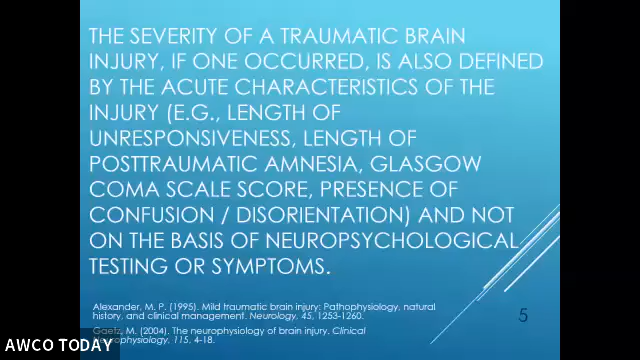 THE SEVERITY OF A TRAUMATIC BRAIN
INJURY, IF ONE OCCURRED, IS ALSO DEFINED
BY THE ACUTE CHARACTERISTICS OF THE
INJURY (E.G., LENGTH OF
UNRESPONSIVENESS, LENGTH OF
POSTTRAUMATIC AMNESIA, GLASGOW
COMA SCALE SCORE, PRESENCE OF
CONFUSION / DISORIENTATION) AND NOT
ON THE BASIS OF NEUROPSYCHOLOGICAL
TESTING OR SYMPTOMS.
Alexander, M. P. (1995). Mild traumatic brain injury: Pathophysiology, natural
history, and clinical management. Neurology, 45, 1253-1260.
Gaetz, M. (2004). The neurophysiology of brain injury. Clinical
Neurophysiology, 115, 4-18.
5
AWCO TODAY